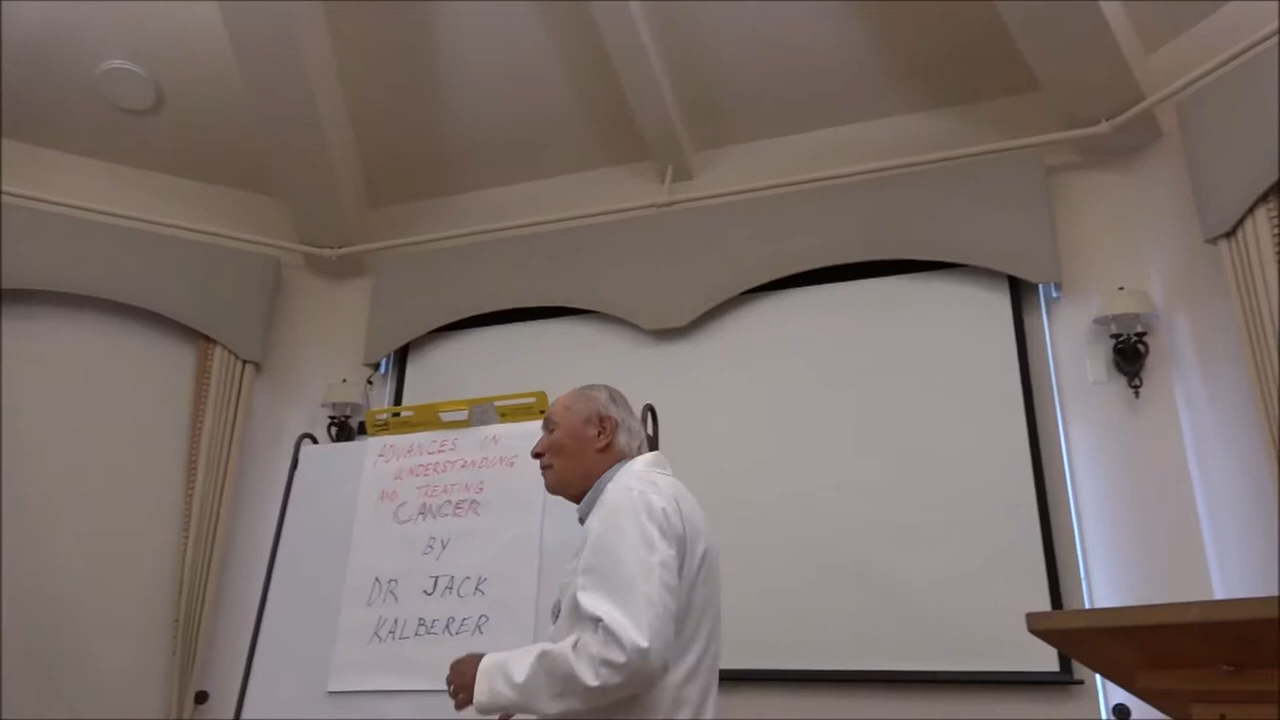 ADVANCES IN
UNDERSTANDING
AND TREATING
CANCER
BY
DR JACK
KALBERER